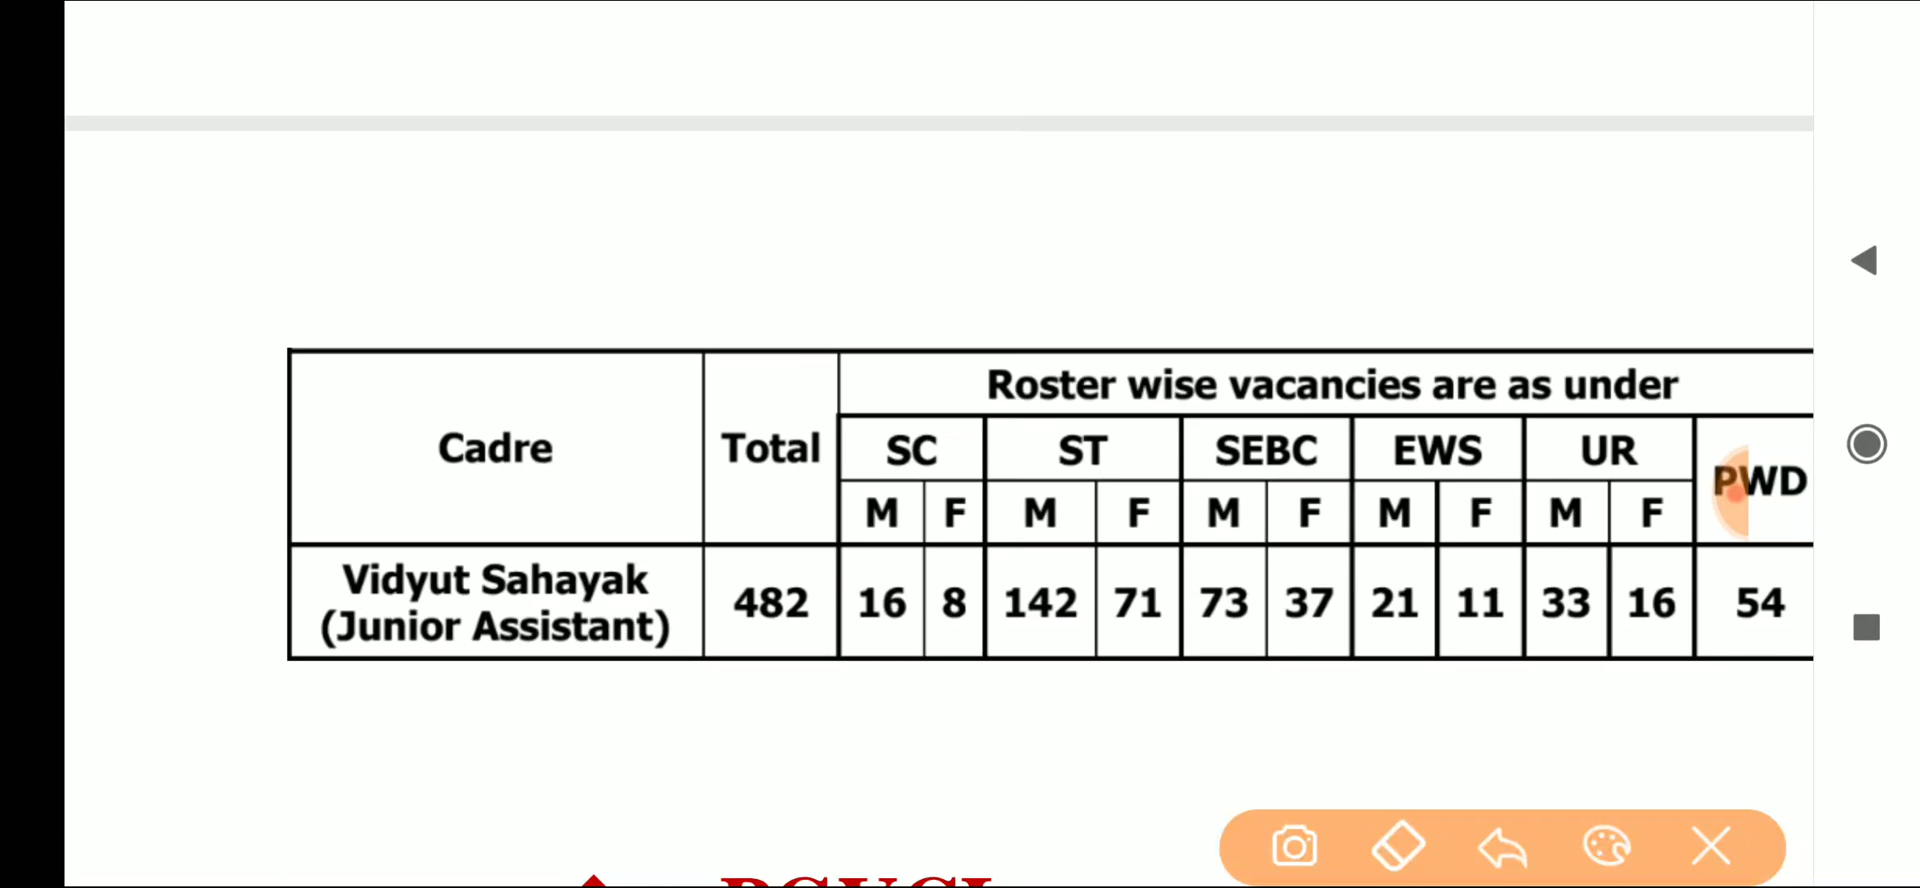 Roster wise vacancies are as under
Cadre Total SC ST SEBC EWS UR PWD
M F M F M F M F M F
Vidyut Sahayak
(Junior Assistant) 482 16 8 142 71 73 37 21 11 33 16 54